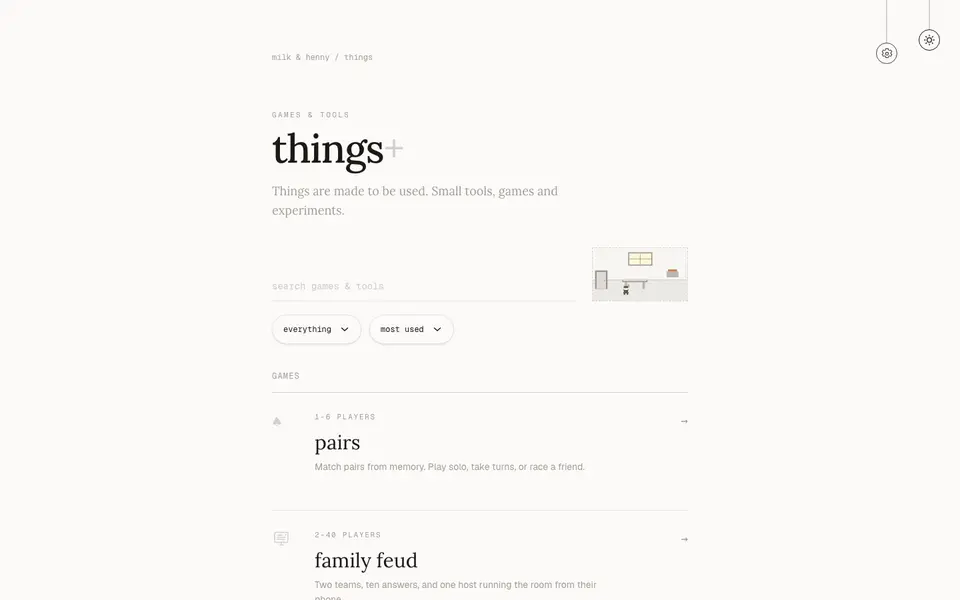 milk & henny / things
GAMES & TOOLS
things+
Things are made to be used. Small tools, games and
experiments.
search games & tools
everything
most used
GAMES
1–6 PLAYERS
pairs
Match pairs from memory. Play solo, take turns, or race a friend.
→
2–40 PLAYERS
family feud
Two teams, ten answers, and one host running the room from their
phone.
→